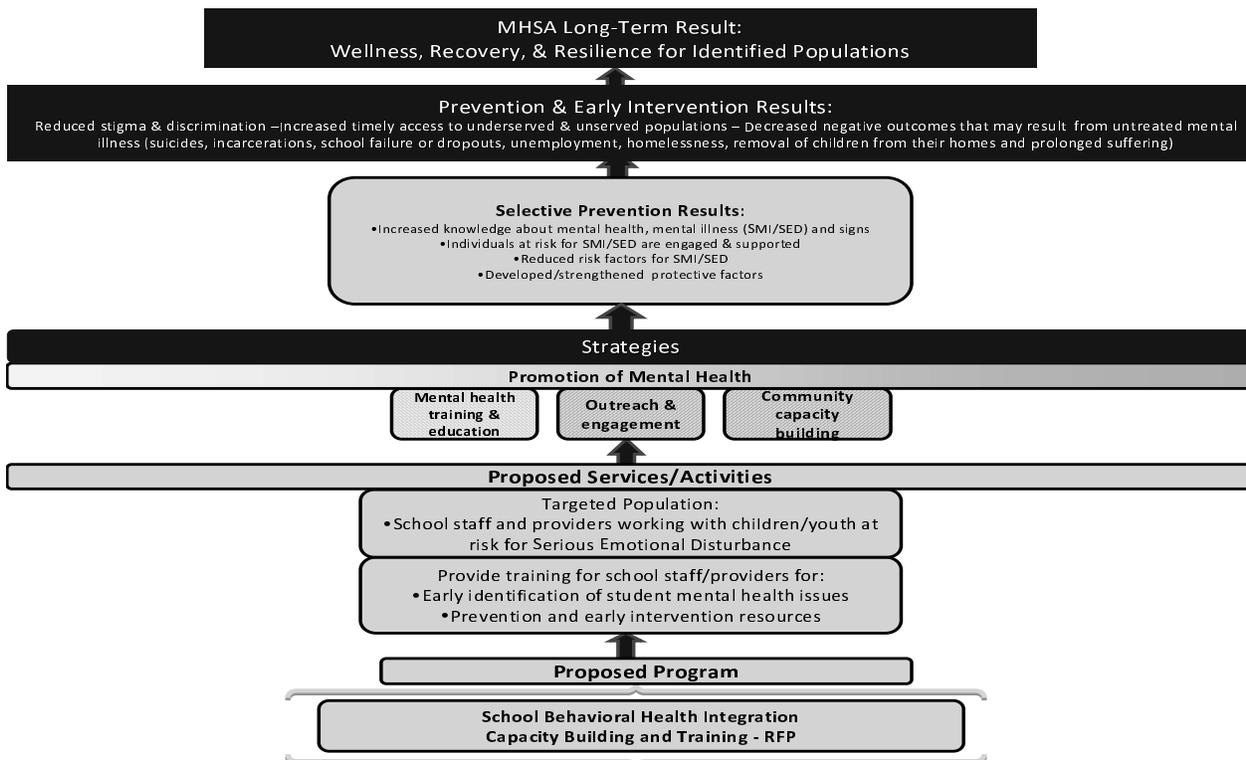 MHSA Long-Term Result:
Wellness, Recovery, & Resilience for Identified Populations
Prevention & Early Intervention Results:
Reduced stigma & discrimination –Increased timely access to underserved & unserved populations – Decreased negative outcomes that may result from untreated mental
illness (suicides, incarcerations, school failure or dropouts, unemployment, homelessness, removal of children from their homes and prolonged suffering)
Selective Prevention Results:
•Increased knowledge about mental health, mental illness (SMI/SED) and signs
•Individuals at risk for SMI/SED are engaged & supported
•Reduced risk factors for SMI/SED
•Developed/strengthened protective factors
Strategies
Promotion of Mental Health
Mental health
training &
education
Outreach &
engagement
Community
capacity
building
Proposed Services/Activities
Targeted Population:
•School staff and providers working with children/youth at
risk for Serious Emotional Disturbance
Provide training for school staff/providers for:
•Early identification of student mental health issues
•Prevention and early intervention resources
Proposed Program
School Behavioral Health Integration
Capacity Building and Training - RFP